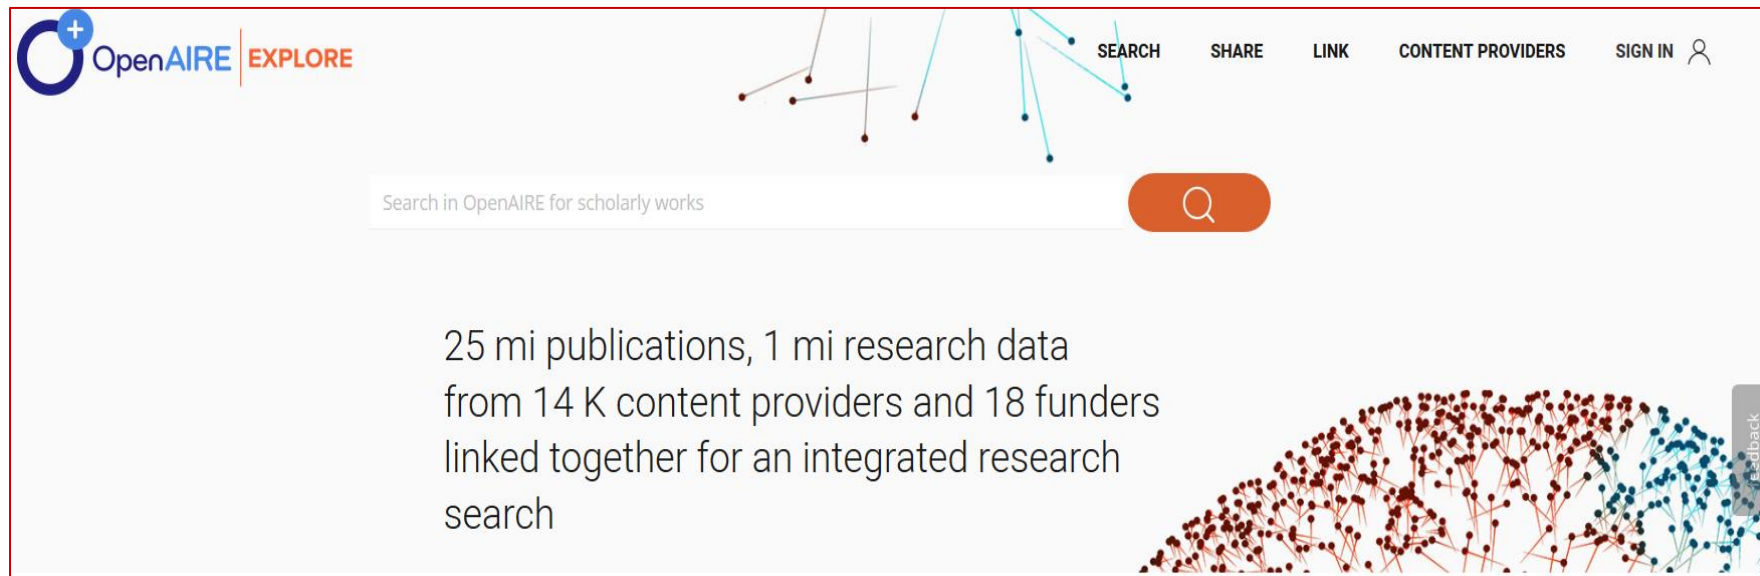 +
OpenAIRE EXPLORE
SEARCH SHARE LINK CONTENT PROVIDERS SIGN IN
Search in OpenAIRE for scholarly works
25 mi publications, 1 mi research data
from 14 K content providers and 18 funders
linked together for an integrated research
search
feedback